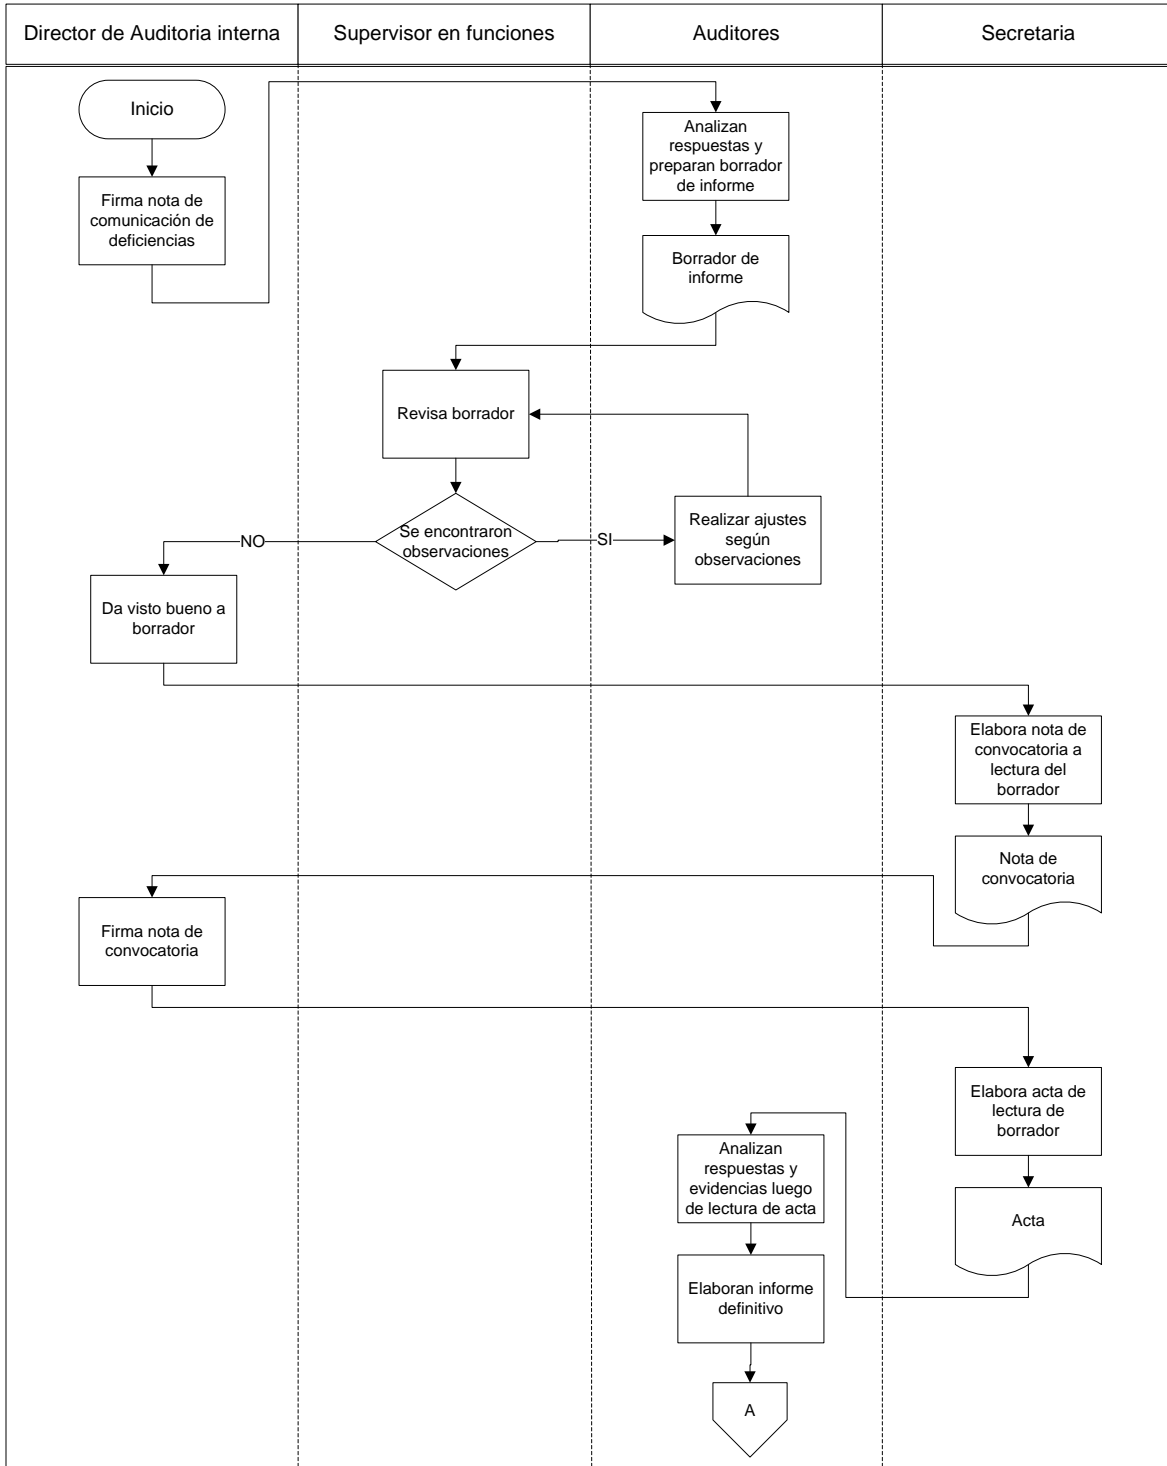 Director de Auditoria interna
Supervisor en funciones
Auditores
Secretaria
Inicio
Firma nota de
comunicación de
deficiencias
Analizan
respuestas y
preparan borrador
de informe
Borrador de
informe
Revisa borrador
Se encontraron
observaciones
NO
SI
Realizar ajustes
según
observaciones
Da visto bueno a
borrador
Elabora nota de
convocatoria a
lectura del
borrador
Nota de
convocatoria
Firma nota de
convocatoria
Elabora acta de
lectura de
borrador
Acta
Analizan
respuestas y
evidencias luego
de lectura de acta
Elaboran informe
definitivo
A